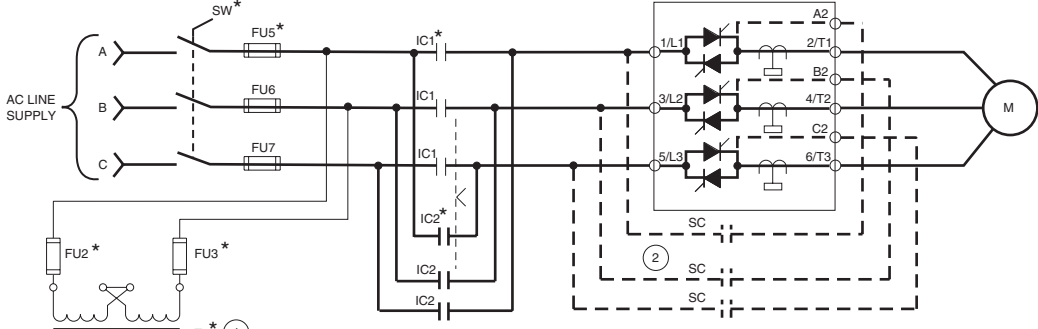 SW*
A2
A
FU5*
IC1*
1/L1
2/T1
B2
AC LINE
SUPPLY
B
FU6
IC1
3/L2
4/T2
M
C2
C
FU7
IC1
5/L3
6/T3
IC2*
SC
FU2*
FU3*
2
IC2
SC
IC2
SC